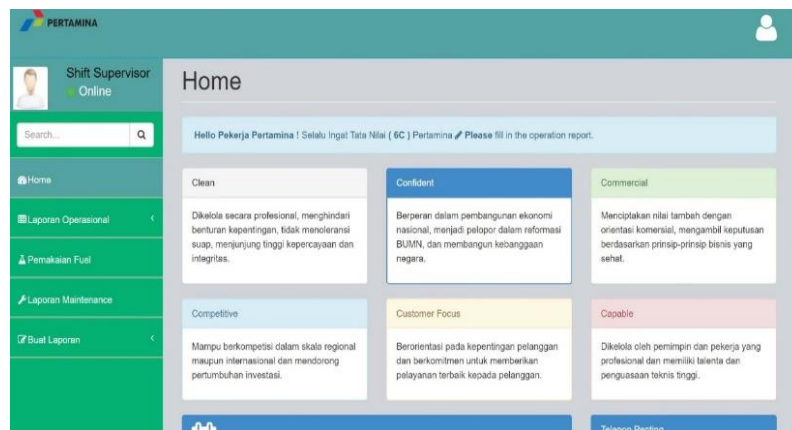 PERTAMINA
Shift Supervisor
Online
Home
Search...
Hello Pekerja Pertamina ! Selalu Ingat Tata Nilai ( 6C ) Pertamina Please fill in the operation report.
Home
Laporan Operasional
Pemakaian Fuel
Laporan Maintenance
Buat Laporan
Clean
Dikelola secara profesional, menghindari
benturan kepentingan, tidak menoleransi
suap, menjunjung tinggi kepercayaan dan
integritas.
Confident
Berperan dalam pembangunan ekonomi
nasional, menjadi pelopor dalam reformasi
BUMN, dan membangun kebanggaan
negara.
Commercial
Menciptakan nilai tambah dengan
orientasi komersial, mengambil keputusan
berdasarkan prinsip-prinsip bisnis yang
sehat.
Competitive
Mampu berkompetisi dalam skala regional
maupun internasional dan mendorong
pertumbuhan investasi.
Customer Focus
Berorientasi pada kepentingan pelanggan
dan berkomitmen untuk memberikan
pelayanan terbaik kepada pelanggan.
Capable
Dikelola oleh pemimpin dan pekerja yang
profesional dan memiliki talenta dan
penguasaan teknis tinggi.
Telepon Penting